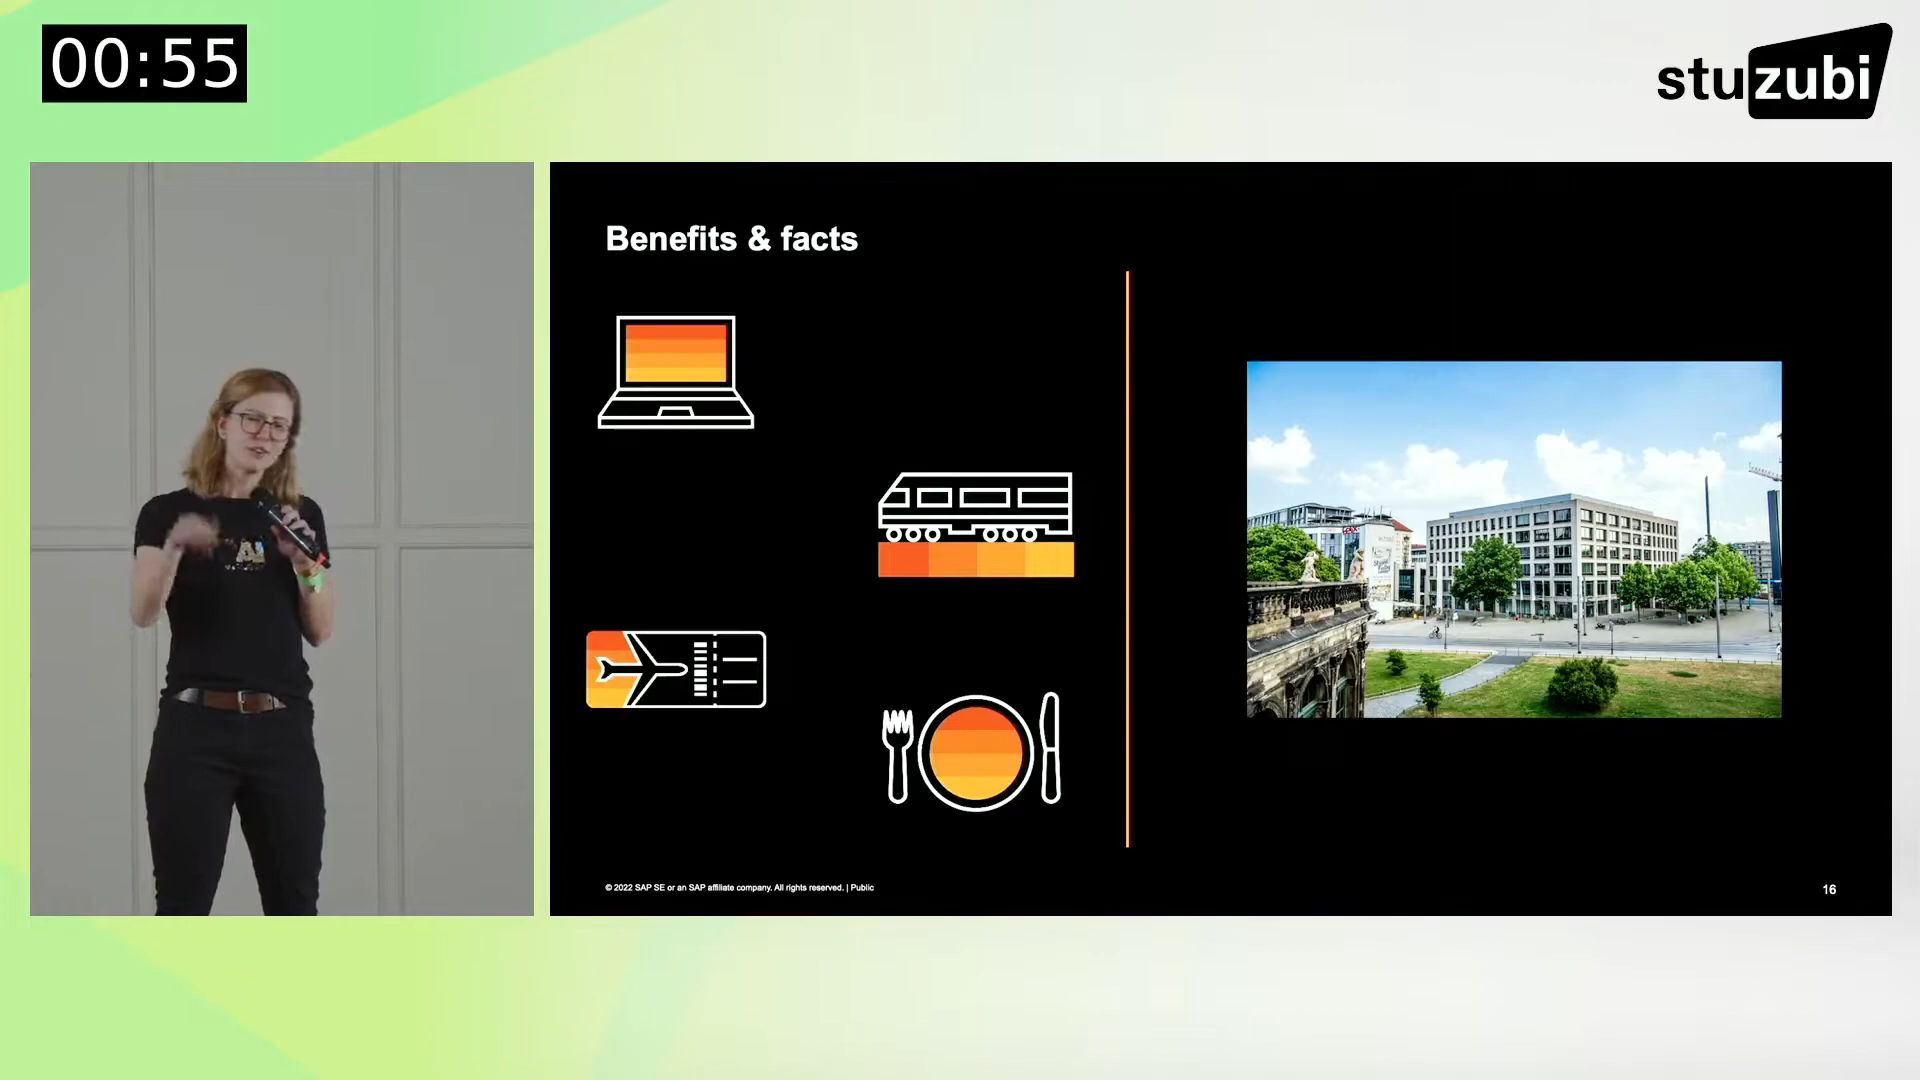 00:55
stuzubi
Benefits & facts
© 2022 SAP SE or an SAP affiliate company. All rights reserved. | Public
16